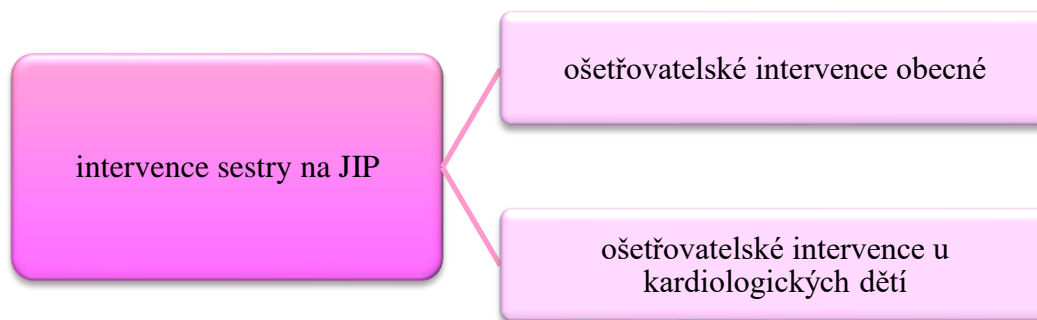 ošetřovatelské intervence obecné
intervence sestry na JIP
ošetřovatelské intervence u
kardiologických dětí